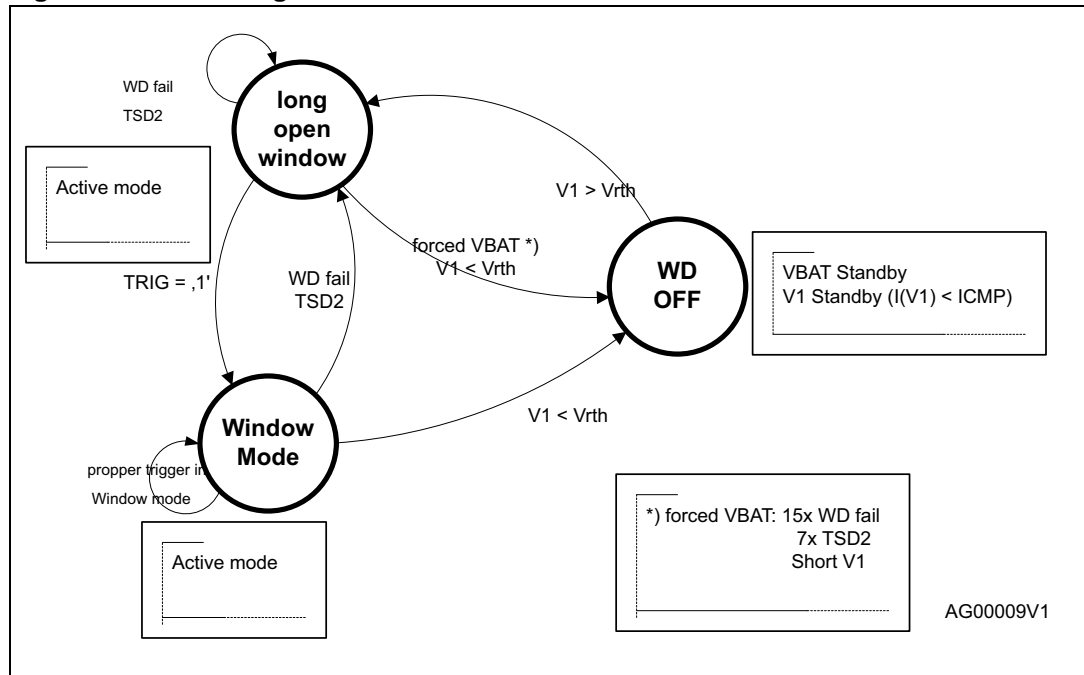 WD fail
TSD2
long
open
window
Active mode
V1 > Vrth
forced VBAT *)
V1 < Vrth
WD
OFF
VBAT Standby
V1 Standby (I(V1) < ICMP)
TRIG = ‚1'
WD fail
TSD2
V1 < Vrth
Window
Mode
propper trigger in
Window mode
Active mode
*) forced VBAT: 15x WD fail
7x TSD2
Short V1
AG00009V1